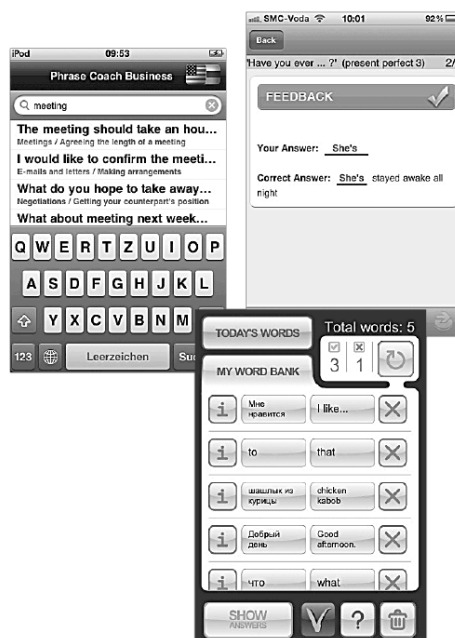 iPod 09:53
Phrase Coach Business
meeting
The meeting should take an hou...
Meetings / Agreeing the length of a meeting
I would like to confirm the meeti...
E-mails and letters / Making arrangements
What do you hope to take away...
Negotiations / Getting your counterpart's position
What about meeting next week...
Q W E R T Z U I O P
A S D F G H J K L
Y X C V B N M
123 Leerzeichen
SMC-Voda 10:01 92%
Back
'Have you ever ... ?' (present perfect 3) 2/
FEEDBACK
Your Answer: She's
Correct Answer: She's stayed awake all
night
TODAY'S WORDS
Total words: 5
3 1
MY WORD BANK
i Мне нравится I like...
i to that
i шашлык из курицы chicken kabob
i Добрый день Good afternoon.
i что what
SHOW
ANSWERS
?